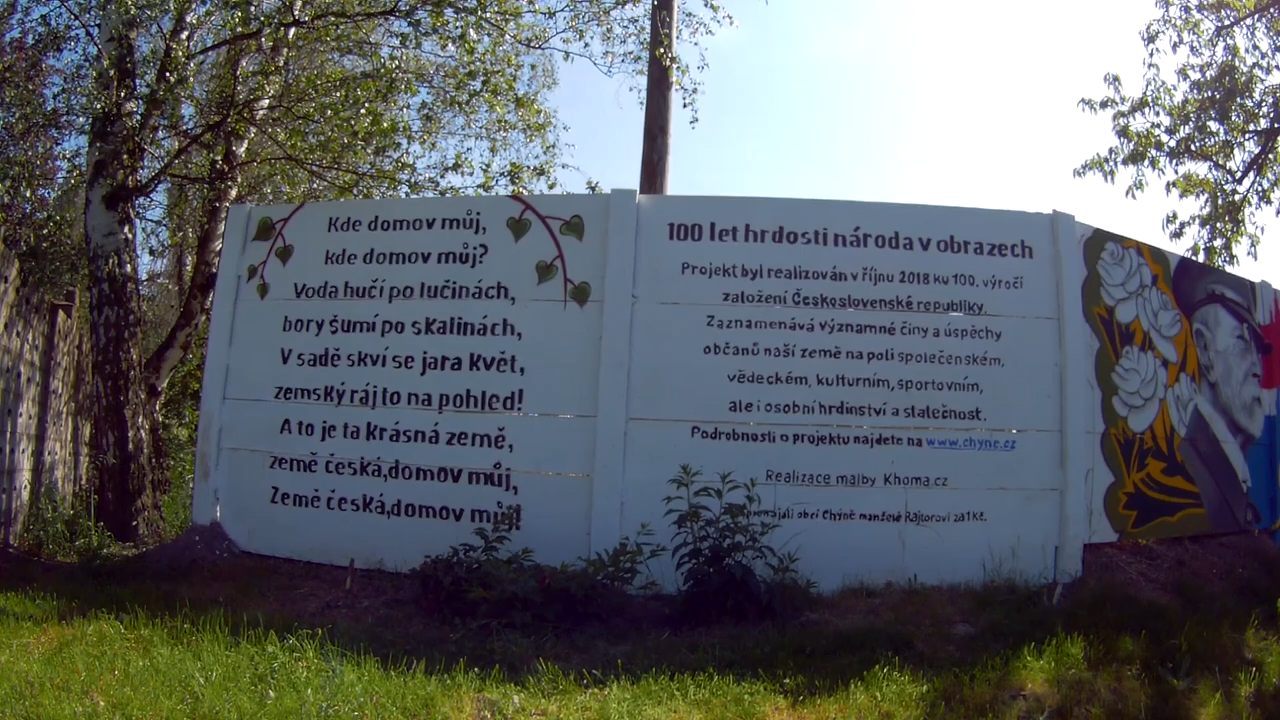 Kde domov můj,
kde domov můj?
Voda hučí po lučinách,
bory šumí po skalinách,
V sadě skví se jara květ,
zemský ráj to na pohled!
A to je ta krásná země,
země česká,domov můj,
Země česká,domov můj!
100 let hrdosti národa v obrazech
Projekt byl realizován v říjnu 2018 ku 100. výročí
založení Československé republiky.
Zaznamenává významné činy a úspěchy
občanů naší země na poli společenském,
vědeckém, kulturním, sportovním,
ale i osobní hrdinství a statečnost.
Podrobnosti o projektu najdete na www.chyne.cz
Realizace malby Khoma.cz
obci Chýně manželé Rajtorovi za 1 kč.